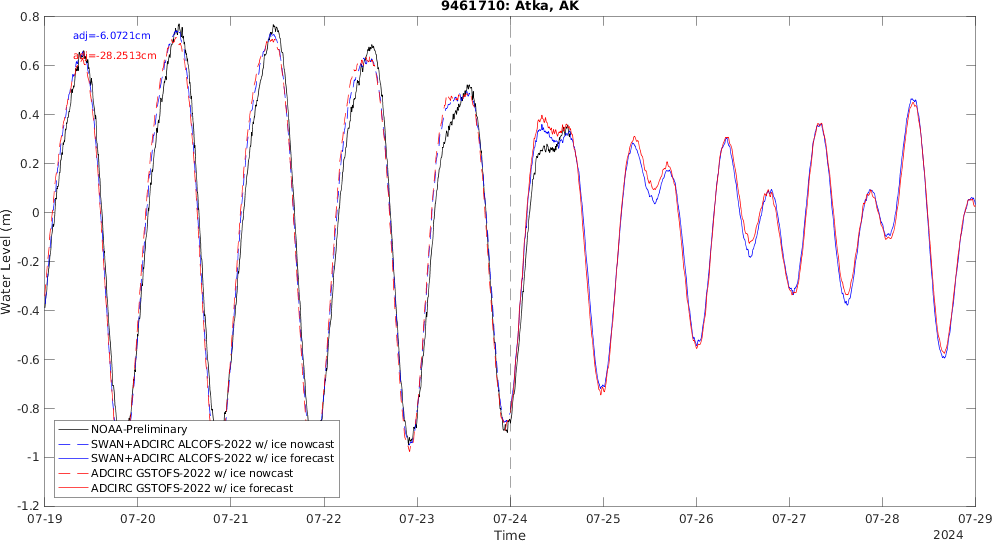 9461710: Atka, AK
adj=-6.0721cm
adj=-28.2513cm
Water Level (m)
0.8
0.6
0.4
0.2
0
-0.2
-0.4
-0.6
-0.8
-1
-1.2
NOAA-Preliminary
SWAN+ADCIRC ALCOFS-2022 w/ ice nowcast
SWAN+ADCIRC ALCOFS-2022 w/ ice forecast
ADCIRC GSTOFS-2022 w/ ice nowcast
ADCIRC GSTOFS-2022 w/ ice forecast
07-19 07-20 07-21 07-22 07-23 07-24 07-25 07-26 07-27 07-28 07-29
Time
2024